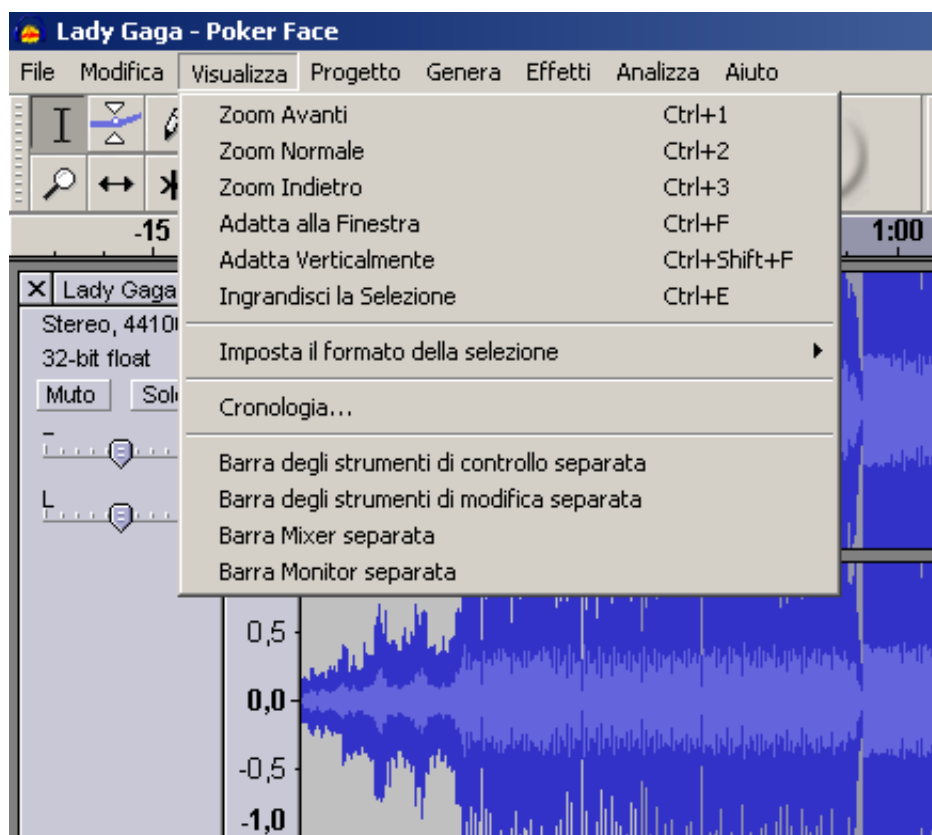 Lady Gaga - Poker Face
File Modifica Visualizza Progetto Genera Effetti Analizza Aiuto
Zoom Avanti Ctrl+1
Zoom Normale Ctrl+2
Zoom Indietro Ctrl+3
Adatta alla Finestra Ctrl+F
-15 1:00
Adatta Verticalmente Ctrl+Shift+F
X Lady Gaga
Ingrandisci la Selezione Ctrl+E
Stereo,
32-bit float
Imposta il formato della selezione
Muto
Cronologia...
-
Barra degli strumenti di controllo separata
L
Barra degli strumenti di modifica separata
Barra Mixer separata
Barra Monitor separata
0,5
0,0
-0,5
-1,0